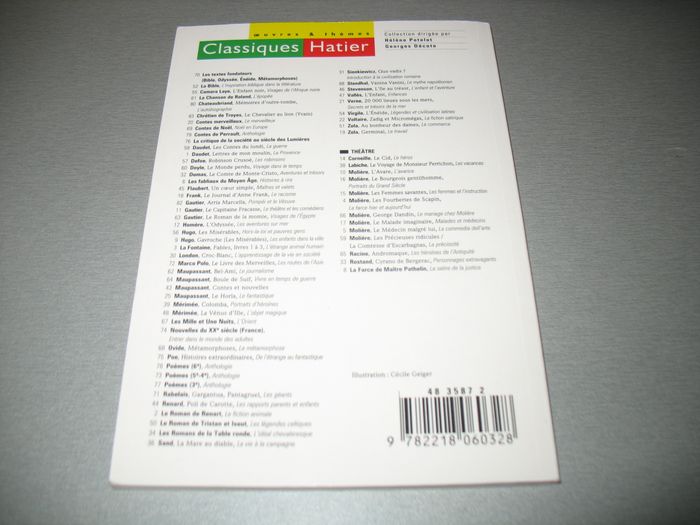 œuvres & thèmes
Classiques Hatier
Collection dirigée par
Hélène Potelet
Georges Décote
70 Les textes fondateurs
(Bible, Odyssée, Énéide, Métamorphoses)
52 La Bible, L'inspiration biblique dans la littérature
55 Camara Laye, L'Enfant noir, Visages de l'Afrique noire
61 La Chanson de Roland, L'épopée
80 Chateaubriand, Mémoires d'outre-tombe,
L'autobiographie
43 Chrétien de Troyes, Le Chevalier au lion (Yvain)
20 Contes merveilleux, Le merveilleux
69 Contes de Noël, Noël en Europe
79 Contes de Perrault, Anthologie
76 La critique de la société au siècle des Lumières
58 Daudet, Les Contes du lundi, La guerre
1 Daudet, Lettres de mon moulin, La Provence
57 Defoe, Robinson Crusoé, Les robinsons
60 Doyle, Le Monde perdu, Voyage dans le temps
32 Dumas, Le Comte de Monte-Cristo, Aventures et trésors
5 Les fabliaux du Moyen Âge, Histoires à rire
45 Flaubert, Un cœur simple, Maîtres et valets
18 Frank, Le Journal d'Anne Frank, Le racisme
62 Gautier, Arria Marcella, Pompéi et le Vésuve
11 Gautier, Le Capitaine Fracasse, Le théâtre et les comédiens
63 Gautier, Le Roman de la momie, Visages de l'Égypte
17 Homère, L'Odyssée, Les aventures sur mer
56 Hugo, Les Misérables, Hors-la-loi et pauvres gens
9 Hugo, Gavroche (Les Misérables), Les enfants dans la ville
3 La Fontaine, Fables, livres 1 à 3, L'étrange animal humain
30 London, Croc-Blanc, L'apprentissage de la vie en société
72 Marco Polo, Le Livre des Merveilles, Les routes de l'Asie
62 Maupassant, Bel-Ami, Le journalisme
64 Maupassant, Boule de Suif, Vivre en temps de guerre
42 Maupassant, Contes et nouvelles
25 Maupassant, Le Horla, Le fantastique
39 Mérimée, Colomba, Portraits d'héroïnes
48 Mérimée, La Vénus d'Ille, L'objet magique
67 Les Mille et Une Nuits, L'Orient
74 Nouvelles du XXe siècle (France),
Entrer dans le monde des adultes
68 Ovide, Métamorphoses, La métamorphose
75 Poe, Histoires extraordinaires, De l'étrange au fantastique
78 Poèmes (6e), Anthologie
73 Poèmes (5e-4e), Anthologie
77 Poèmes (3e), Anthologie
71 Rabelais, Gargantua, Pantagruel, Les géants
44 Renard, Poil de Carotte, Les rapports parents et enfants
2 Le Roman de Renart, La fiction animale
50 Le Roman de Tristan et Iseut, Les légendes celtiques
24 Les Romans de la Table ronde, L'idéal chevaleresque
36 Sand, La Mare au diable, La vie à la campagne
51 Sienkiewicz, Quo vadis ?
Introduction à la civilisation romaine
Stendhal, Vanina Vanini, Le mythe napoléonien
46 Stevenson, L'Île au trésor, L'enfant et l'aventure
47 Vallès, L'Enfant, Enfances
Verne, 20 000 lieues sous les mers,
Secrets et trésors de la mer
54 Virgile, L'Énéide, Légendes et civilisation latines
22 Voltaire, Zadig et Micromégas, La fiction satirique
51 Zola, Au bonheur des dames, Le commerce
19 Zola, Germinal, Le travail
THÉÂTRE
14 Corneille, Le Cid, Le héros
38 Labiche, Le Voyage de Monsieur Perrichon, Les vacances
10 Molière, L'Avare, L'avarice
16 Molière, Le Bourgeois gentilhomme,
Portraits du Grand Siècle
15 Molière, Les Femmes savantes, Les femmes et l'instruction
4 Molière, Les Fourberies de Scapin,
La farce hier et aujourd'hui
66 Molière, George Dandin, Le mariage chez Molière
17 Molière, Le Malade imaginaire, Malades et médecins
5 Molière, Le Médecin malgré lui, La commedia dell'arte
59 Molière, Les Précieuses ridicules /
La Comtesse d'Escarbagnas, La préciosité
65 Racine, Andromaque, Les héroïnes de l'Antiquité
33 Rostand, Cyrano de Bergerac, Personnages extravagants
8 La Farce de Maître Pathelin, La satire de la justice
Illustration : Cécile Geiger
48 3587 2
9 782218 060328